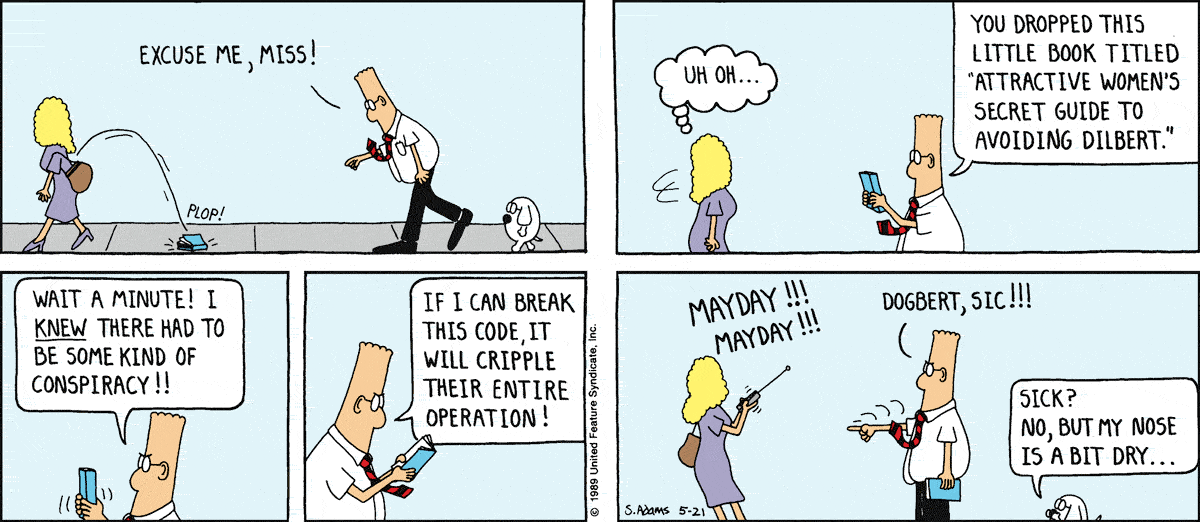 EXCUSE ME, MISS!
PLOP!
UH OH...
YOU DROPPED THIS
LITTLE BOOK TITLED
"ATTRACTIVE WOMEN'S
SECRET GUIDE TO
AVOIDING DILBERT."
WAIT A MINUTE! I
KNEW THERE HAD TO
BE SOME KIND OF
CONSPIRACY!!
IF I CAN BREAK
THIS CODE, IT
WILL CRIPPLE
THEIR ENTIRE
OPERATION!
© 1989 United Feature Syndicate, Inc.
MAYDAY!!!
MAYDAY!!!
DOGBERT, SIC!!!
SICK?
NO, BUT MY NOSE
IS A BIT DRY...
S.Adams 5-21